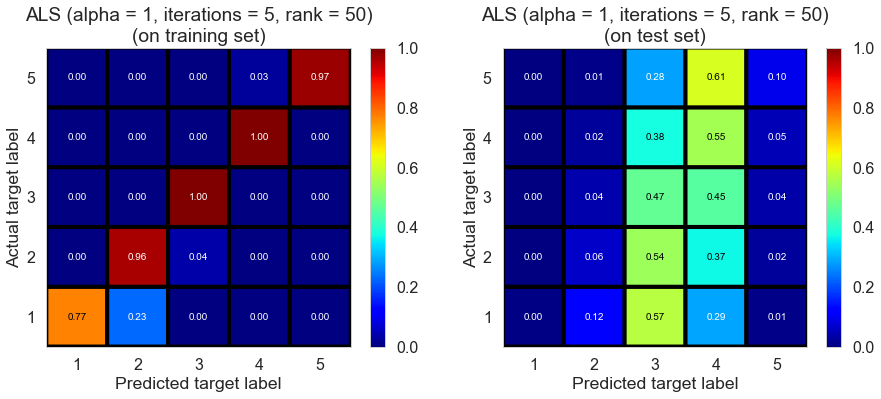 ALS (alpha = 1, iterations = 5, rank = 50)
(on training set)
Actual target label
5 0.00 0.00 0.00 0.03 0.97
4 0.00 0.00 0.00 1.00 0.00
3 0.00 0.00 1.00 0.00 0.00
2 0.00 0.96 0.04 0.00 0.00
1 0.77 0.23 0.00 0.00 0.00
1 2 3 4 5
Predicted target label
1.0
0.8
0.6
0.4
0.2
0.0
ALS (alpha = 1, iterations = 5, rank = 50)
(on test set)
Actual target label
5 0.00 0.01 0.28 0.61 0.10
4 0.00 0.02 0.38 0.55 0.05
3 0.00 0.04 0.47 0.45 0.04
2 0.00 0.06 0.54 0.37 0.02
1 0.00 0.12 0.57 0.29 0.01
1 2 3 4 5
Predicted target label
1.0
0.8
0.6
0.4
0.2
0.0